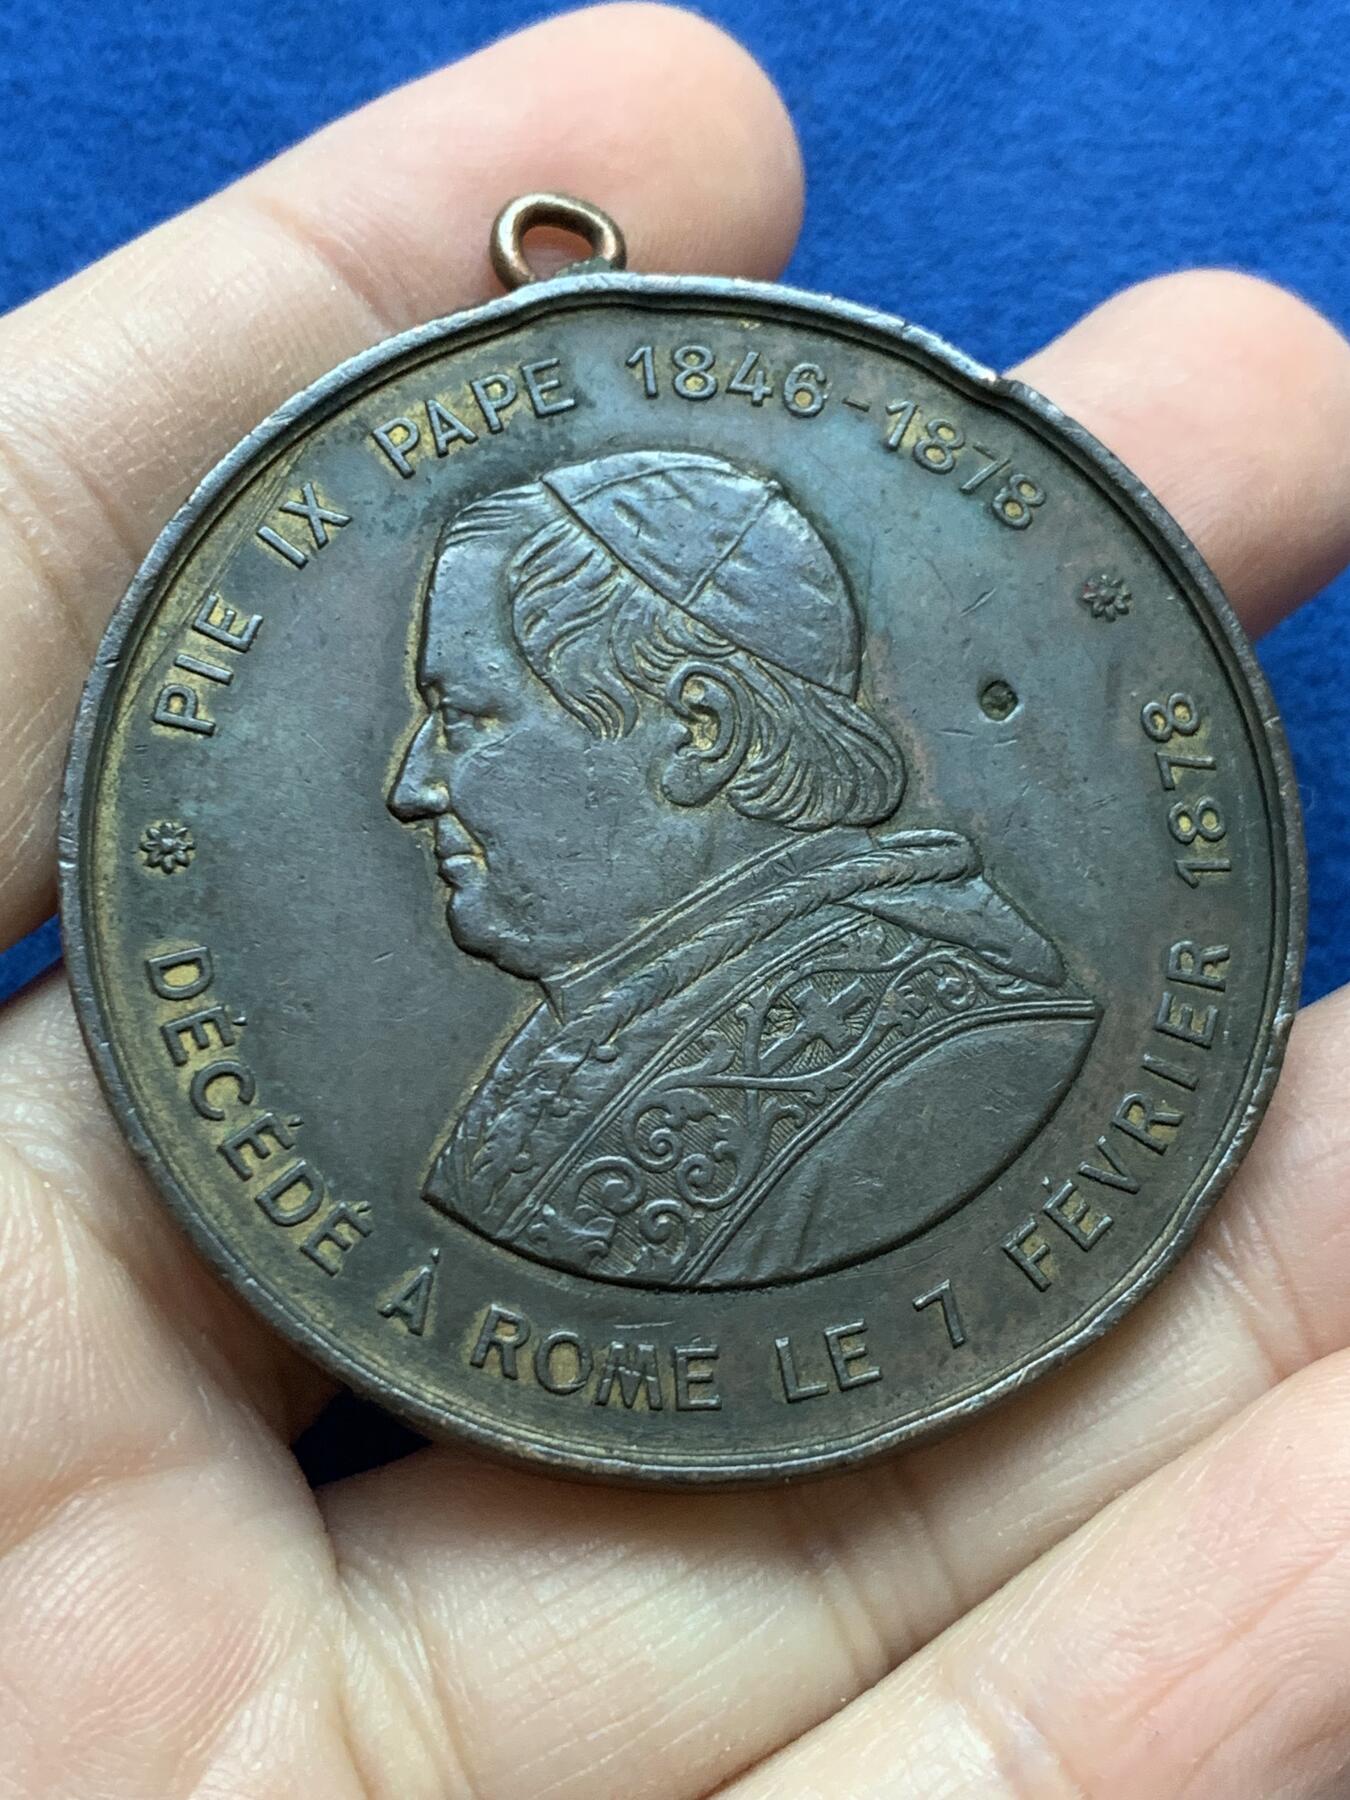 PIE IX PAPE 1846-1878
DÉCÉDÉ À ROME LE 7 FÉVRIER 1878